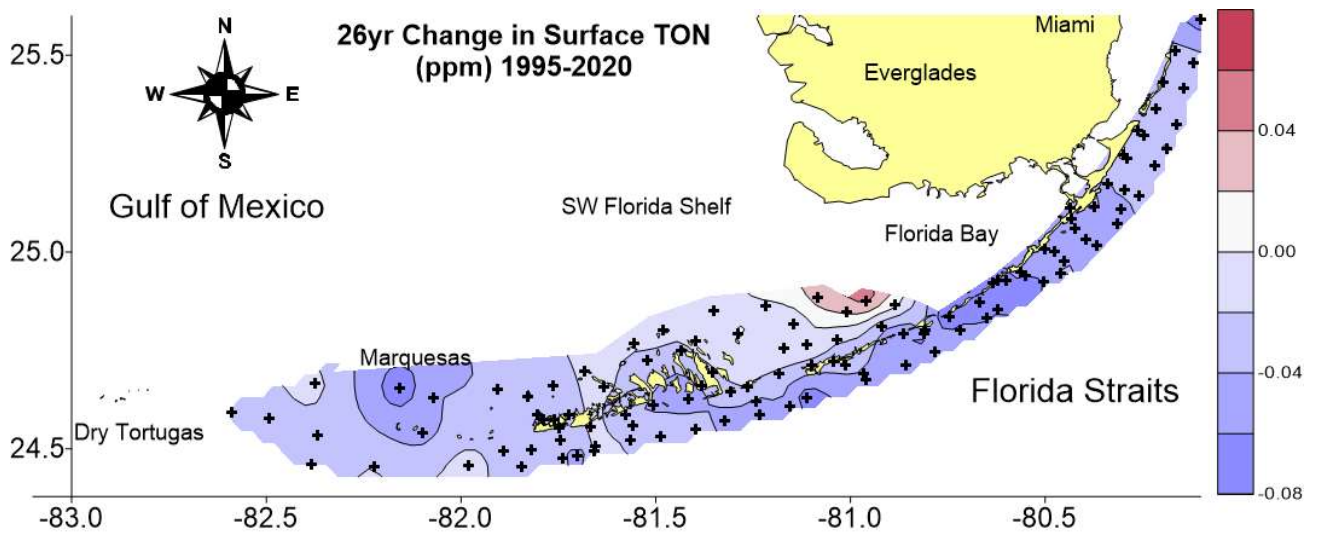 26yr Change in Surface TON
(ppm) 1995-2020
N
W E
S
Miami
Everglades
Gulf of Mexico
SW Florida Shelf
Florida Bay
Marquesas
Florida Straits
Dry Tortugas
25.5
25.0
24.5
-83.0 -82.5 -82.0 -81.5 -81.0 -80.5
0.04
0.00
-0.04
-0.08